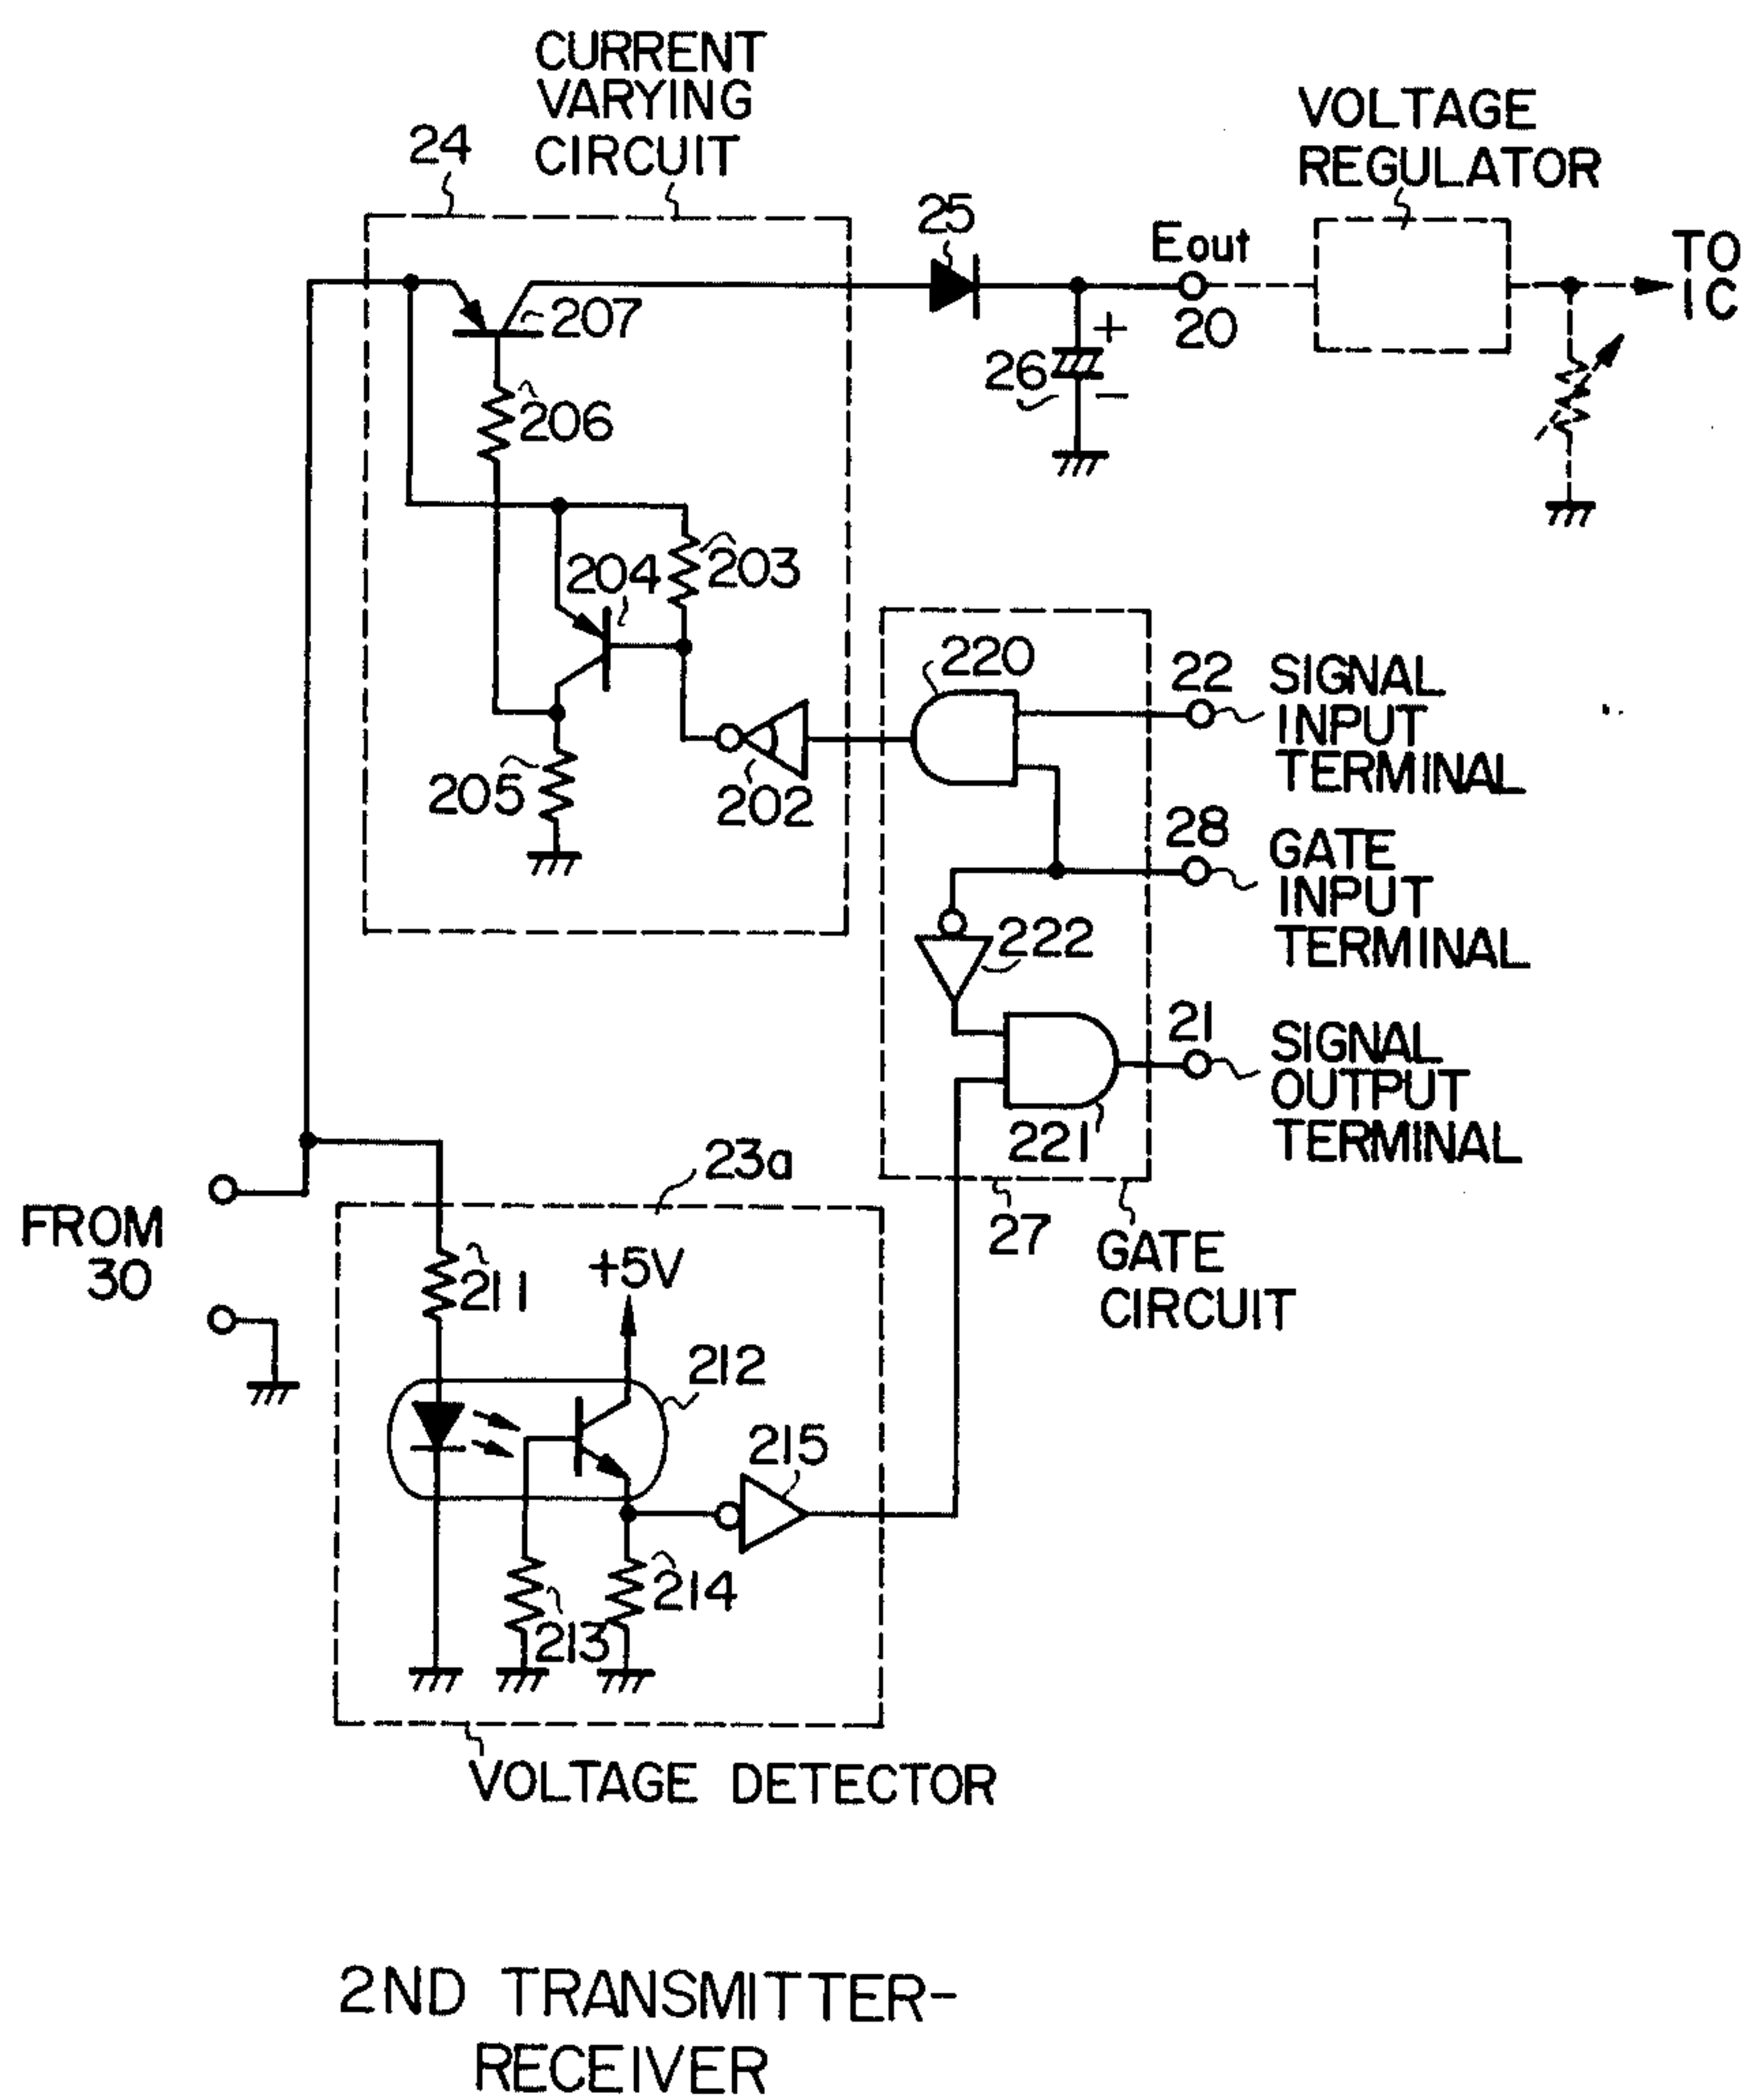 CURRENT
VARYING
CIRCUIT
24
VOLTAGE
REGULATOR
25
Eout
TO
IC
207
20
+
26
−
206
204
203
220
22
SIGNAL
INPUT
TERMINAL
205
202
28
GATE
INPUT
TERMINAL
222
21
SIGNAL
OUTPUT
TERMINAL
221
23a
FROM
30
27
GATE
CIRCUIT
211
+5V
212
215
214
213
VOLTAGE DETECTOR
2ND TRANSMITTER-
RECEIVER